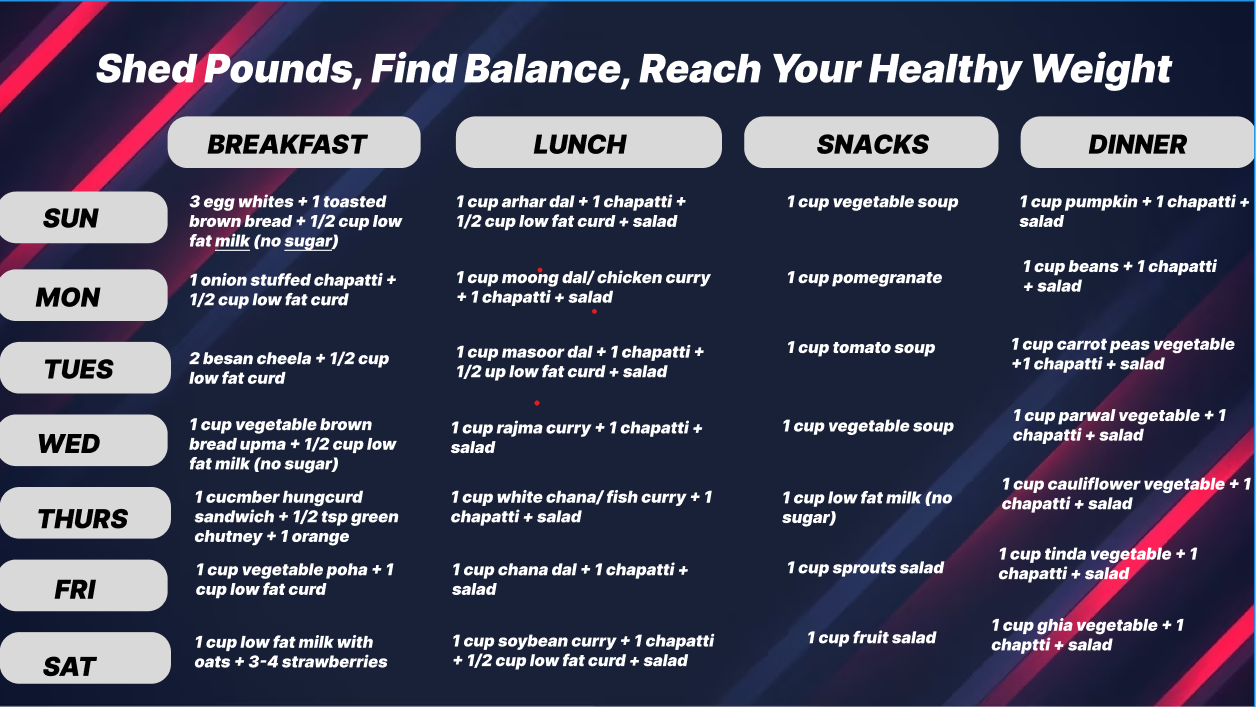 Shed Pounds, Find Balance, Reach Your Healthy Weight
BREAKFAST
LUNCH
SNACKS
DINNER
SUN
3 egg whites + 1 toasted
brown bread + 1/2 cup low
fat milk (no sugar)
1 cup arhar dal + 1 chapatti +
1/2 cup low fat curd + salad
1 cup vegetable soup
1 cup pumpkin + 1 chapatti +
salad
MON
1 onion stuffed chapatti +
1/2 cup low fat curd
1 cup moong dal/ chicken curry
+ 1 chapatti + salad
1 cup pomegranate
1 cup beans + 1 chapatti
+ salad
TUES
2 besan cheela + 1/2 cup
low fat curd
1 cup masoor dal + 1 chapatti +
1/2 up low fat curd + salad
1 cup tomato soup
1 cup carrot peas vegetable
+1 chapatti + salad
WED
1 cup vegetable brown
bread upma + 1/2 cup low
fat milk (no sugar)
1 cup rajma curry + 1 chapatti +
salad
1 cup vegetable soup
1 cup parwal vegetable + 1
chapatti + salad
THURS
1 cucmber hungcurd
sandwich + 1/2 tsp green
chutney + 1 orange
1 cup white chana/ fish curry + 1
chapatti + salad
1 cup low fat milk (no
sugar)
1 cup cauliflower vegetable + 1
chapatti + salad
FRI
1 cup vegetable poha + 1
cup low fat curd
1 cup chana dal + 1 chapatti +
salad
1 cup sprouts salad
1 cup tinda vegetable + 1
chapatti + salad
SAT
1 cup low fat milk with
oats + 3-4 strawberries
1 cup soybean curry + 1 chapatti
+ 1/2 cup low fat curd + salad
1 cup fruit salad
1 cup ghia vegetable + 1
chaptti + salad